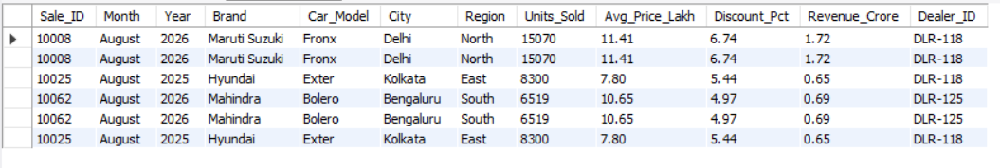 Sale_ID Month Year Brand Car_Model City Region Units_Sold Avg_Price_Lakh Discount_Pct Revenue_Crore Dealer_ID
10008 August 2026 Maruti Suzuki Fronx Delhi North 15070 11.41 6.74 1.72 DLR-118
10008 August 2026 Maruti Suzuki Fronx Delhi North 15070 11.41 6.74 1.72 DLR-118
10025 August 2025 Hyundai Exter Kolkata East 8300 7.80 5.44 0.65 DLR-118
10062 August 2026 Mahindra Bolero Bengaluru South 6519 10.65 4.97 0.69 DLR-125
10062 August 2026 Mahindra Bolero Bengaluru South 6519 10.65 4.97 0.69 DLR-125
10025 August 2025 Hyundai Exter Kolkata East 8300 7.80 5.44 0.65 DLR-118